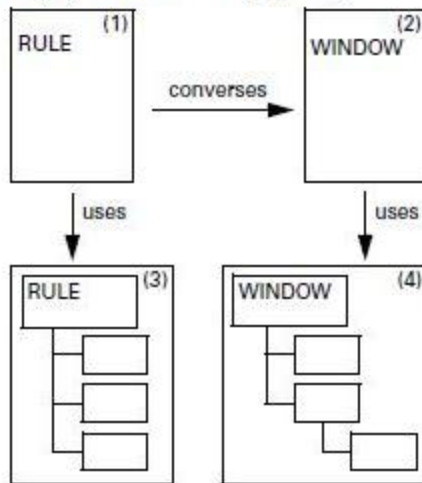 (1)
RULE
(2)
WINDOW
converses
uses
uses
RULE
(3)
WINDOW
(4)